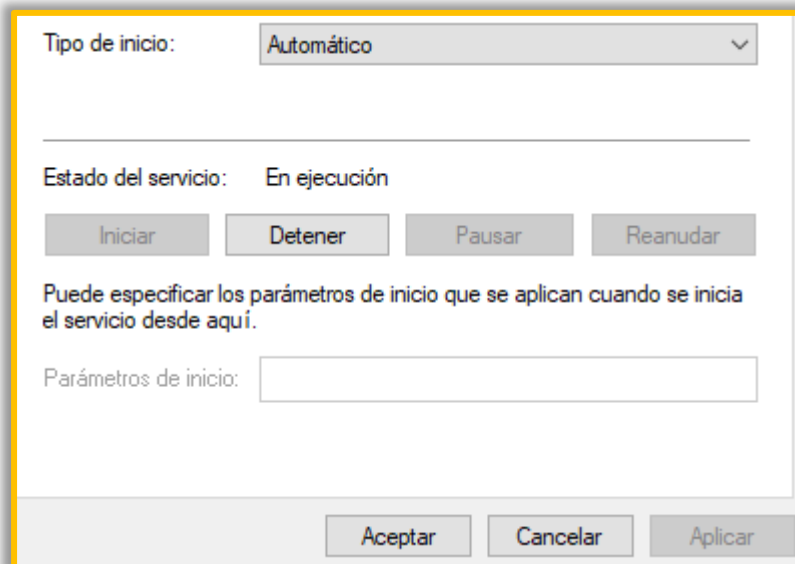 Tipo de inicio: Automático
Estado del servicio: En ejecución
Iniciar Detener Pausar Reanudar
Puede especificar los parámetros de inicio que se aplican cuando se inicia
el servicio desde aquí.
Parámetros de inicio:
Aceptar Cancelar Aplicar